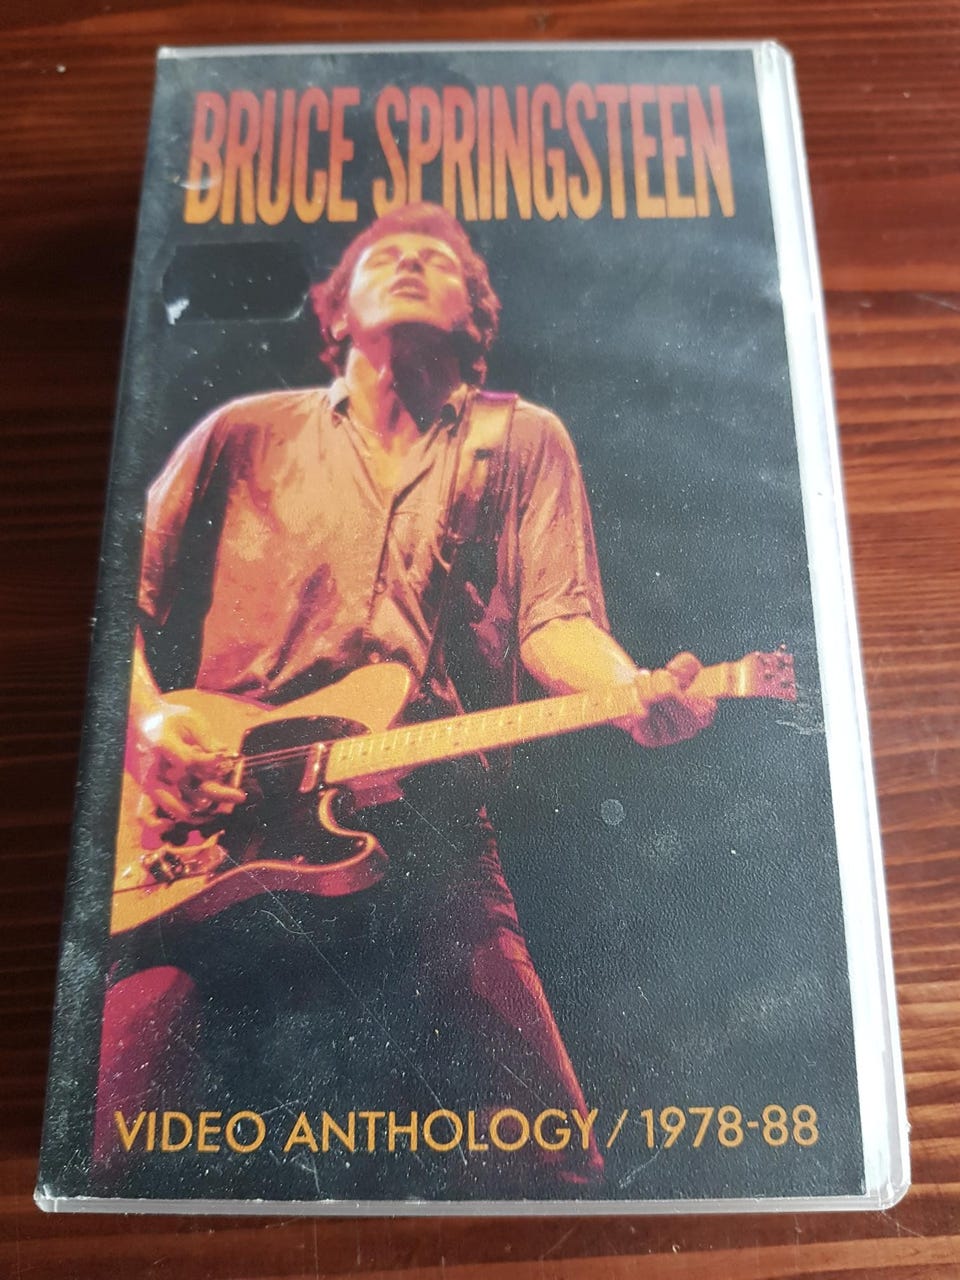 BRUCE SPRINGSTEEN
VIDEO ANTHOLOGY / 1978-88